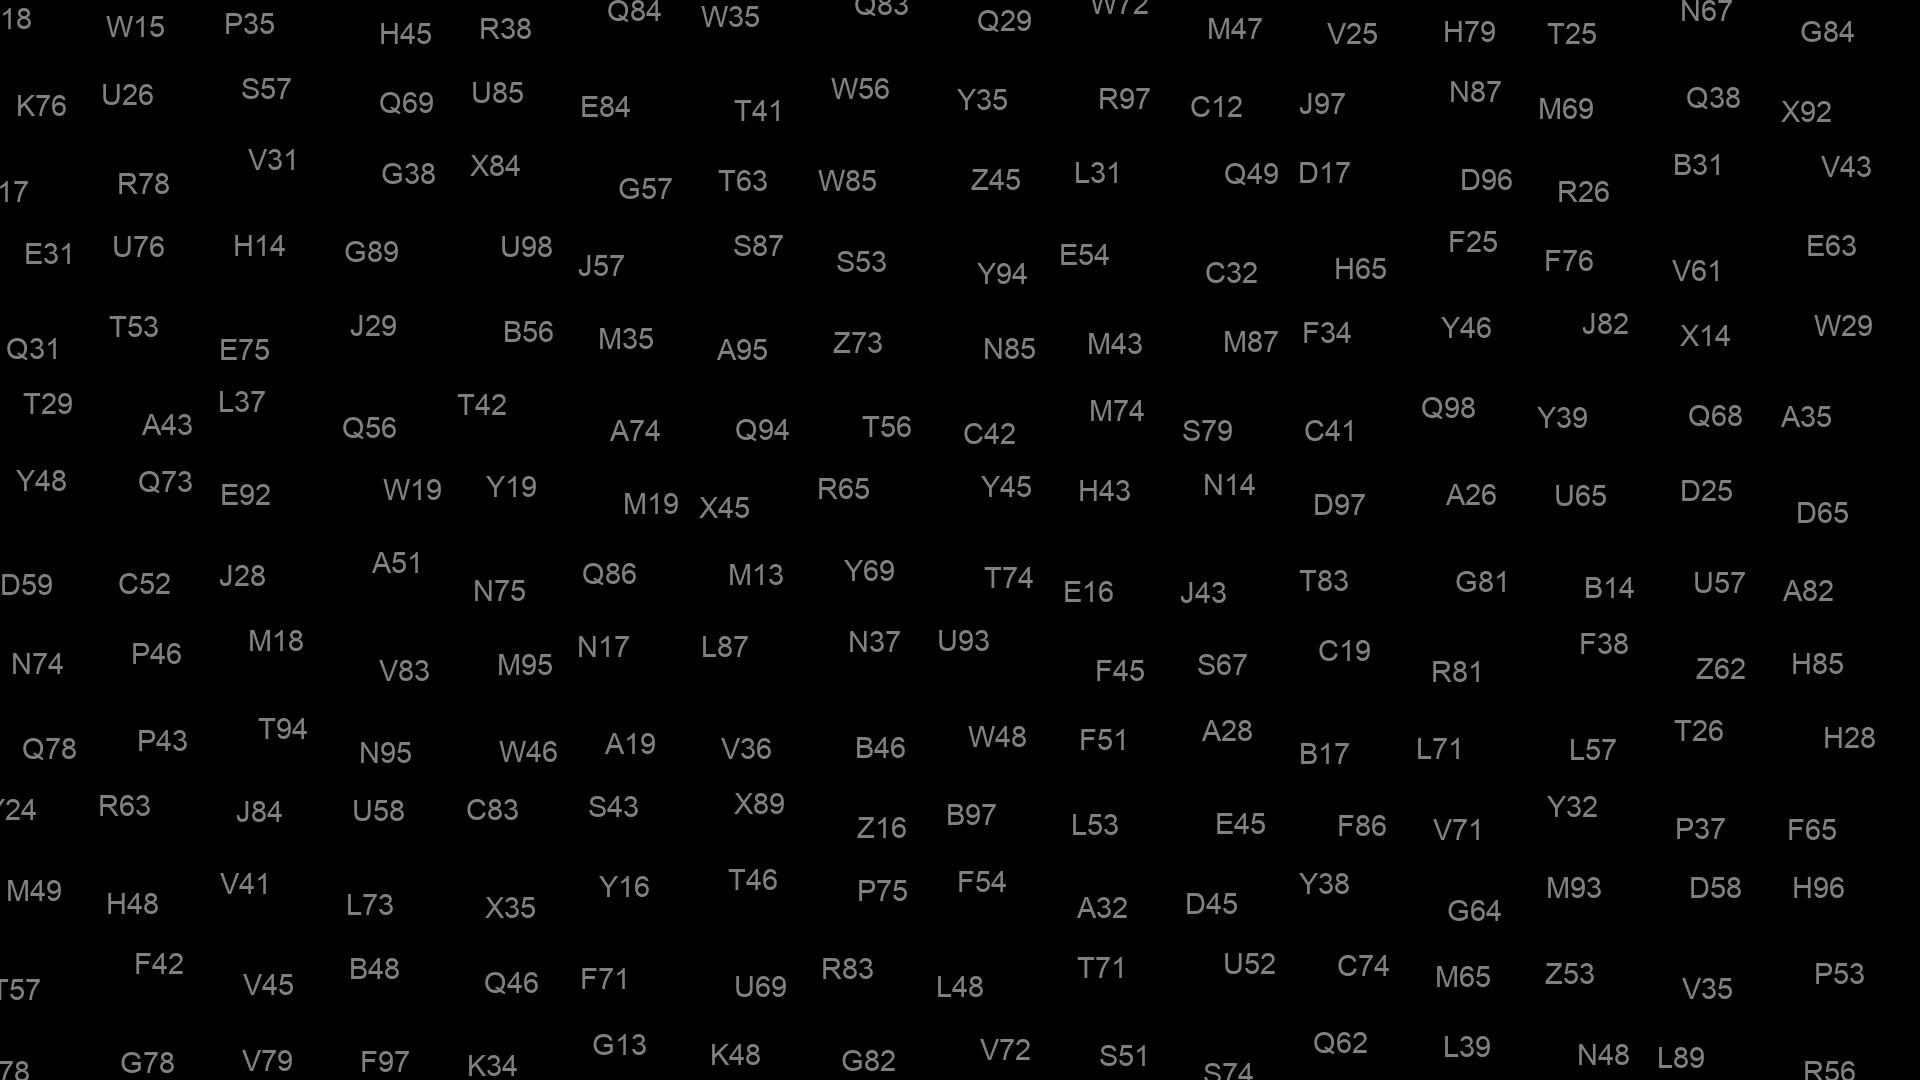 18 W15 P35 H45 R38 Q84 W35 Q83 Q29 W72 M47 V25 H79 T25 N67 G84
K76 U26 S57 Q69 U85 E84 T41 W56 Y35 R97 C12 J97 N87 M69 Q38 X92
17 R78 V31 G38 X84 G57 T63 W85 Z45 L31 Q49 D17 D96 R26 B31 V43
E31 U76 H14 G89 U98 J57 S87 S53 Y94 E54 C32 H65 F25 F76 V61 E63
Q31 T53 E75 J29 B56 M35 A95 Z73 N85 M43 M87 F34 Y46 J82 X14 W29
T29 A43 L37 Q56 T42 A74 Q94 T56 C42 M74 S79 C41 Q98 Y39 Q68 A35
Y48 Q73 E92 W19 Y19 M19 X45 R65 Y45 H43 N14 D97 A26 U65 D25 D65
D59 C52 J28 A51 N75 Q86 M13 Y69 T74 E16 J43 T83 G81 B14 U57 A82
N74 P46 M18 V83 M95 N17 L87 N37 U93 F45 S67 C19 R81 F38 Z62 H85
Q78 P43 T94 N95 W46 A19 V36 B46 W48 F51 A28 B17 L71 L57 T26 H28
Y24 R63 J84 U58 C83 S43 X89 Z16 B97 L53 E45 F86 V71 Y32 P37 F65
M49 H48 V41 L73 X35 Y16 T46 P75 F54 A32 D45 Y38 G64 M93 D58 H96
T57 F42 V45 B48 Q46 F71 U69 R83 L48 T71 U52 C74 M65 Z53 V35 P53
78 G78 V79 F97 K34 G13 K48 G82 V72 S51 S74 Q62 L39 N48 L89 R56